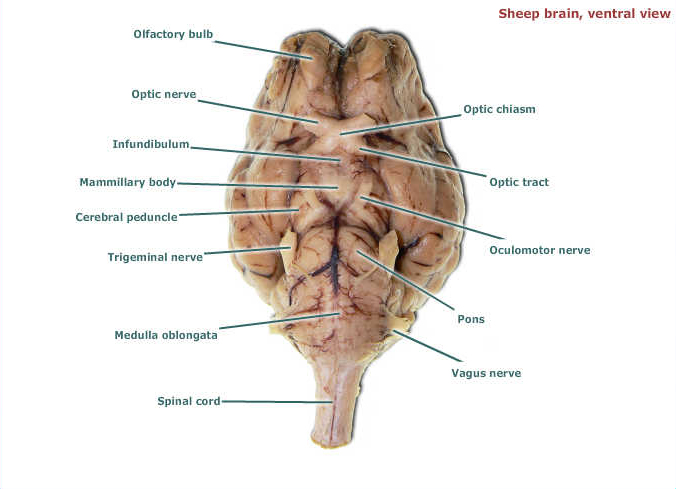 Sheep brain, ventral view
Olfactory bulb
Optic nerve
Optic chiasm
Infundibulum
Mammillary body
Optic tract
Cerebral peduncle
Oculomotor nerve
Trigeminal nerve
Pons
Medulla oblongata
Vagus nerve
Spinal cord